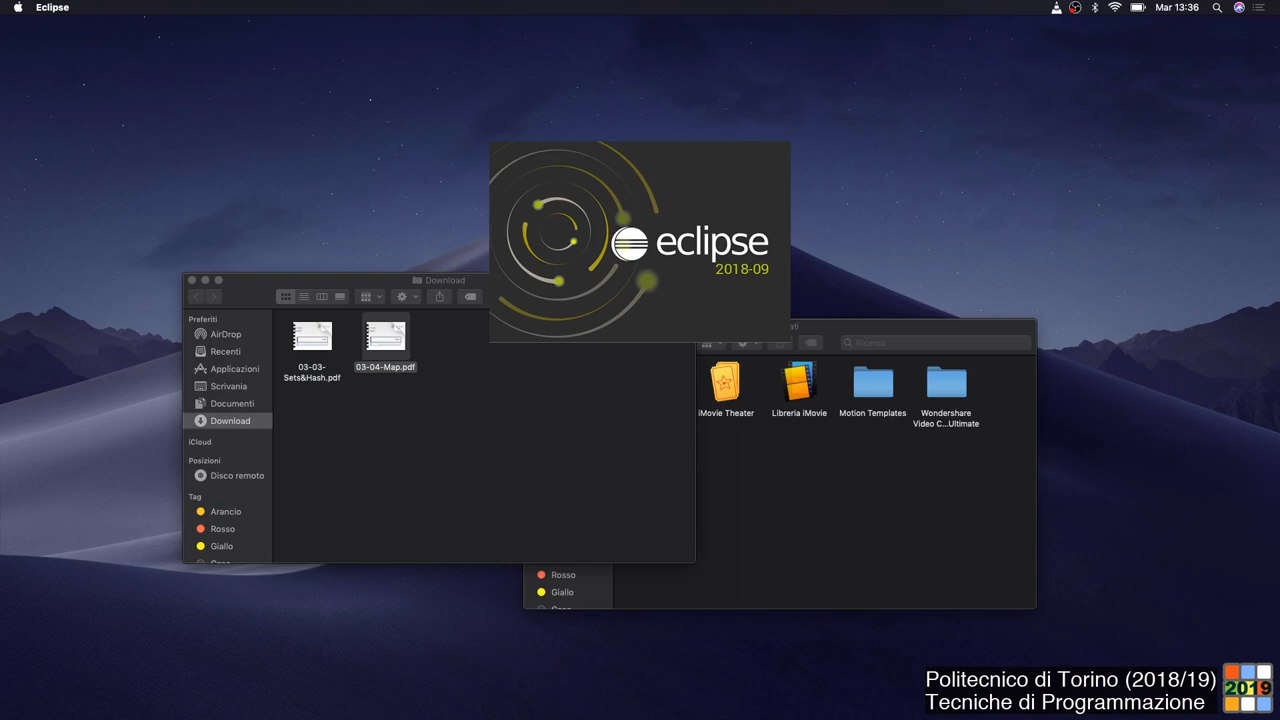 Eclipse
Mar 13:36
eclipse
2018-09
Download
Preferiti
AirDrop
Recenti
Applicazioni
Scrivania
Documenti
Download
iCloud
Posizioni
Disco remoto
Tag
Arancio
Rosso
Giallo
03-03-
Sets&Hash.pdf
03-04-Map.pdf
Ricerca
iMovie Theater
Libreria iMovie
Motion Templates
Wondershare
Video C...Ultimate
Rosso
Giallo
Politecnico di Torino (2018/19)
Tecniche di Programmazione
2019